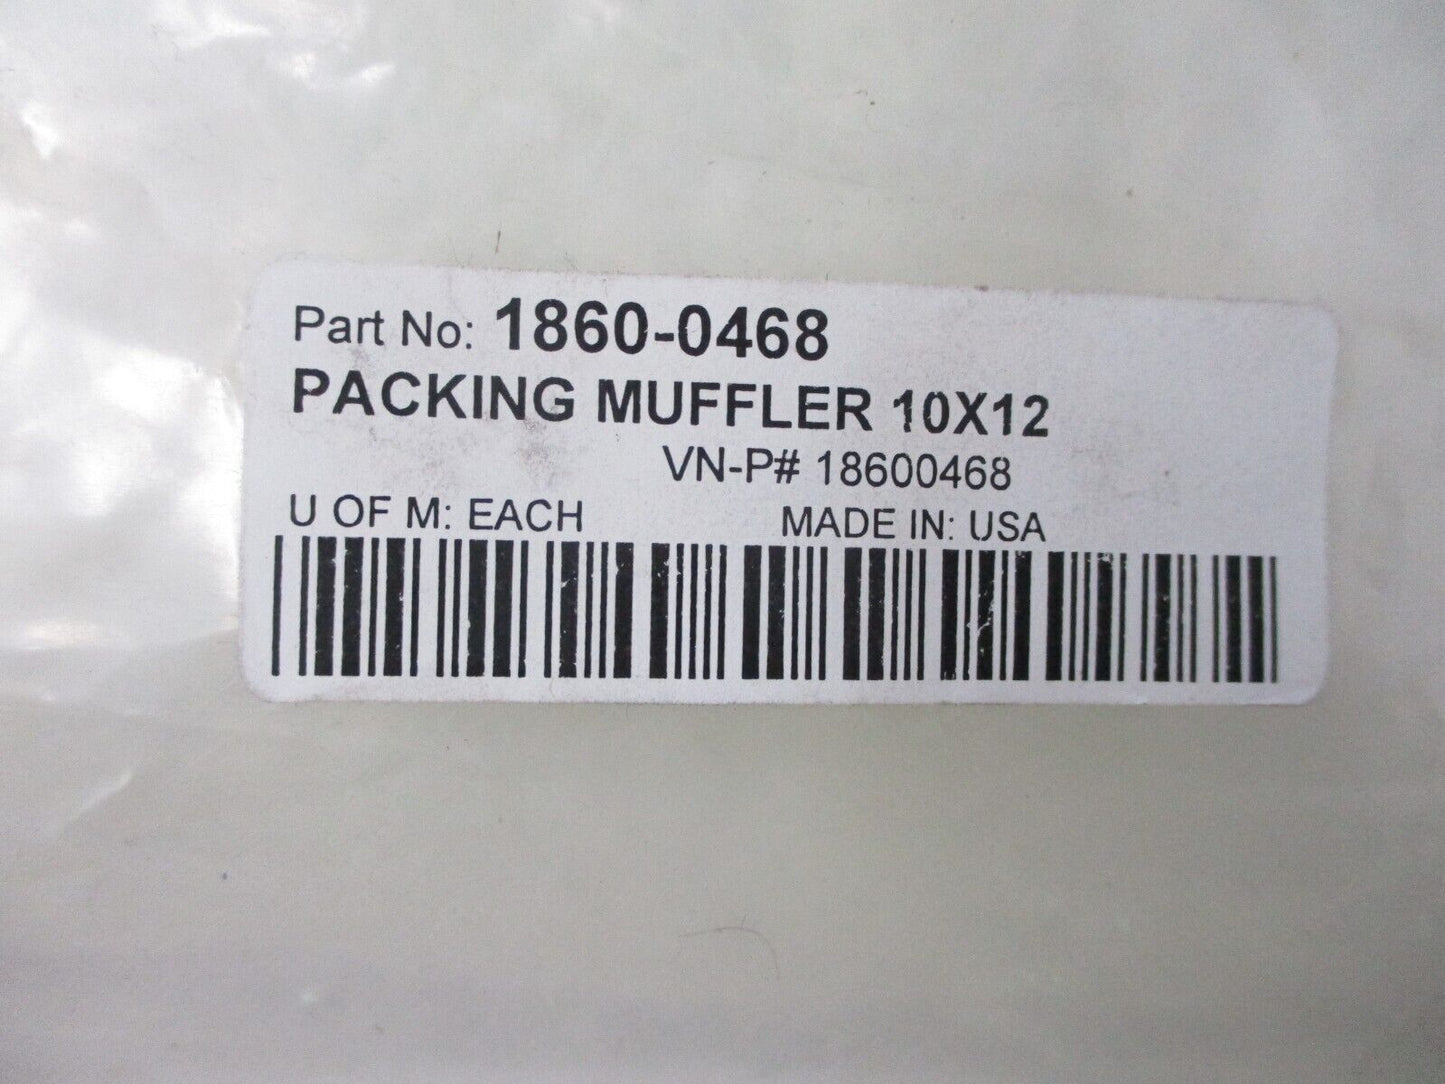 Part No: 1860-0468
PACKING MUFFLER 10X12
VN-P# 18600468
U OF M: EACH MADE IN: USA